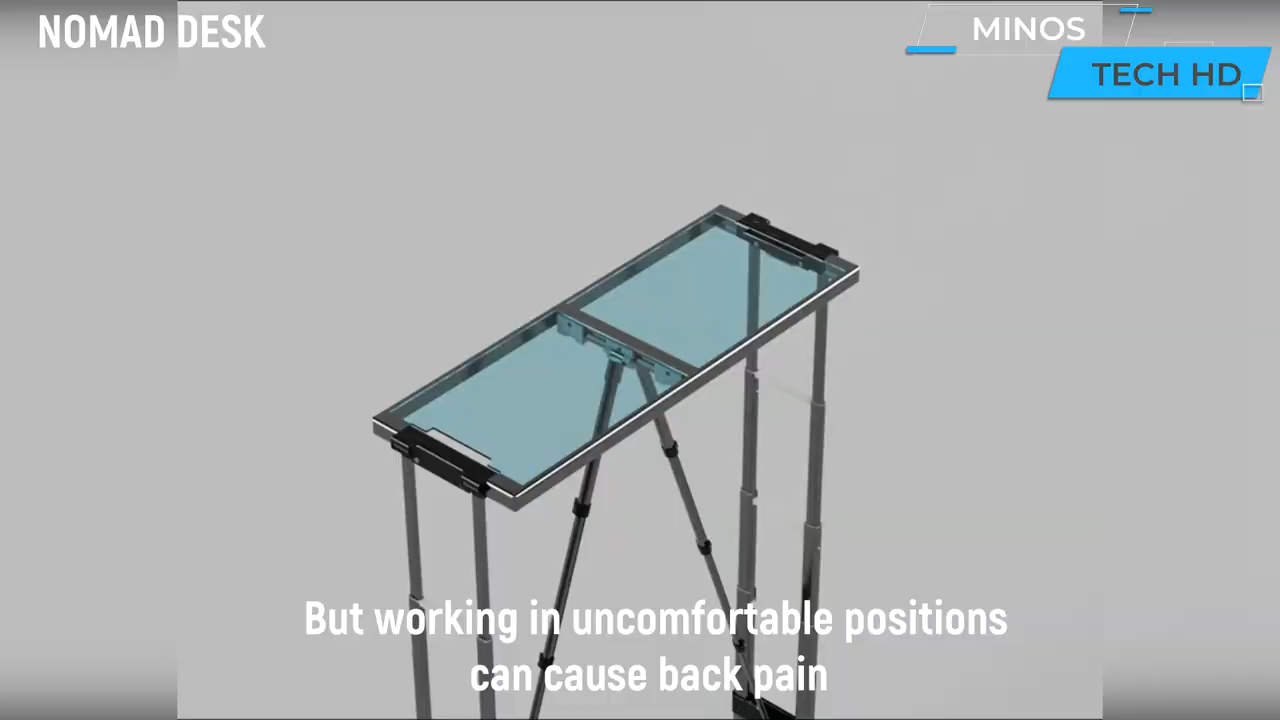 NOMAD DESK
MINOS
TECH HD
But working in uncomfortable positions
can cause back pain